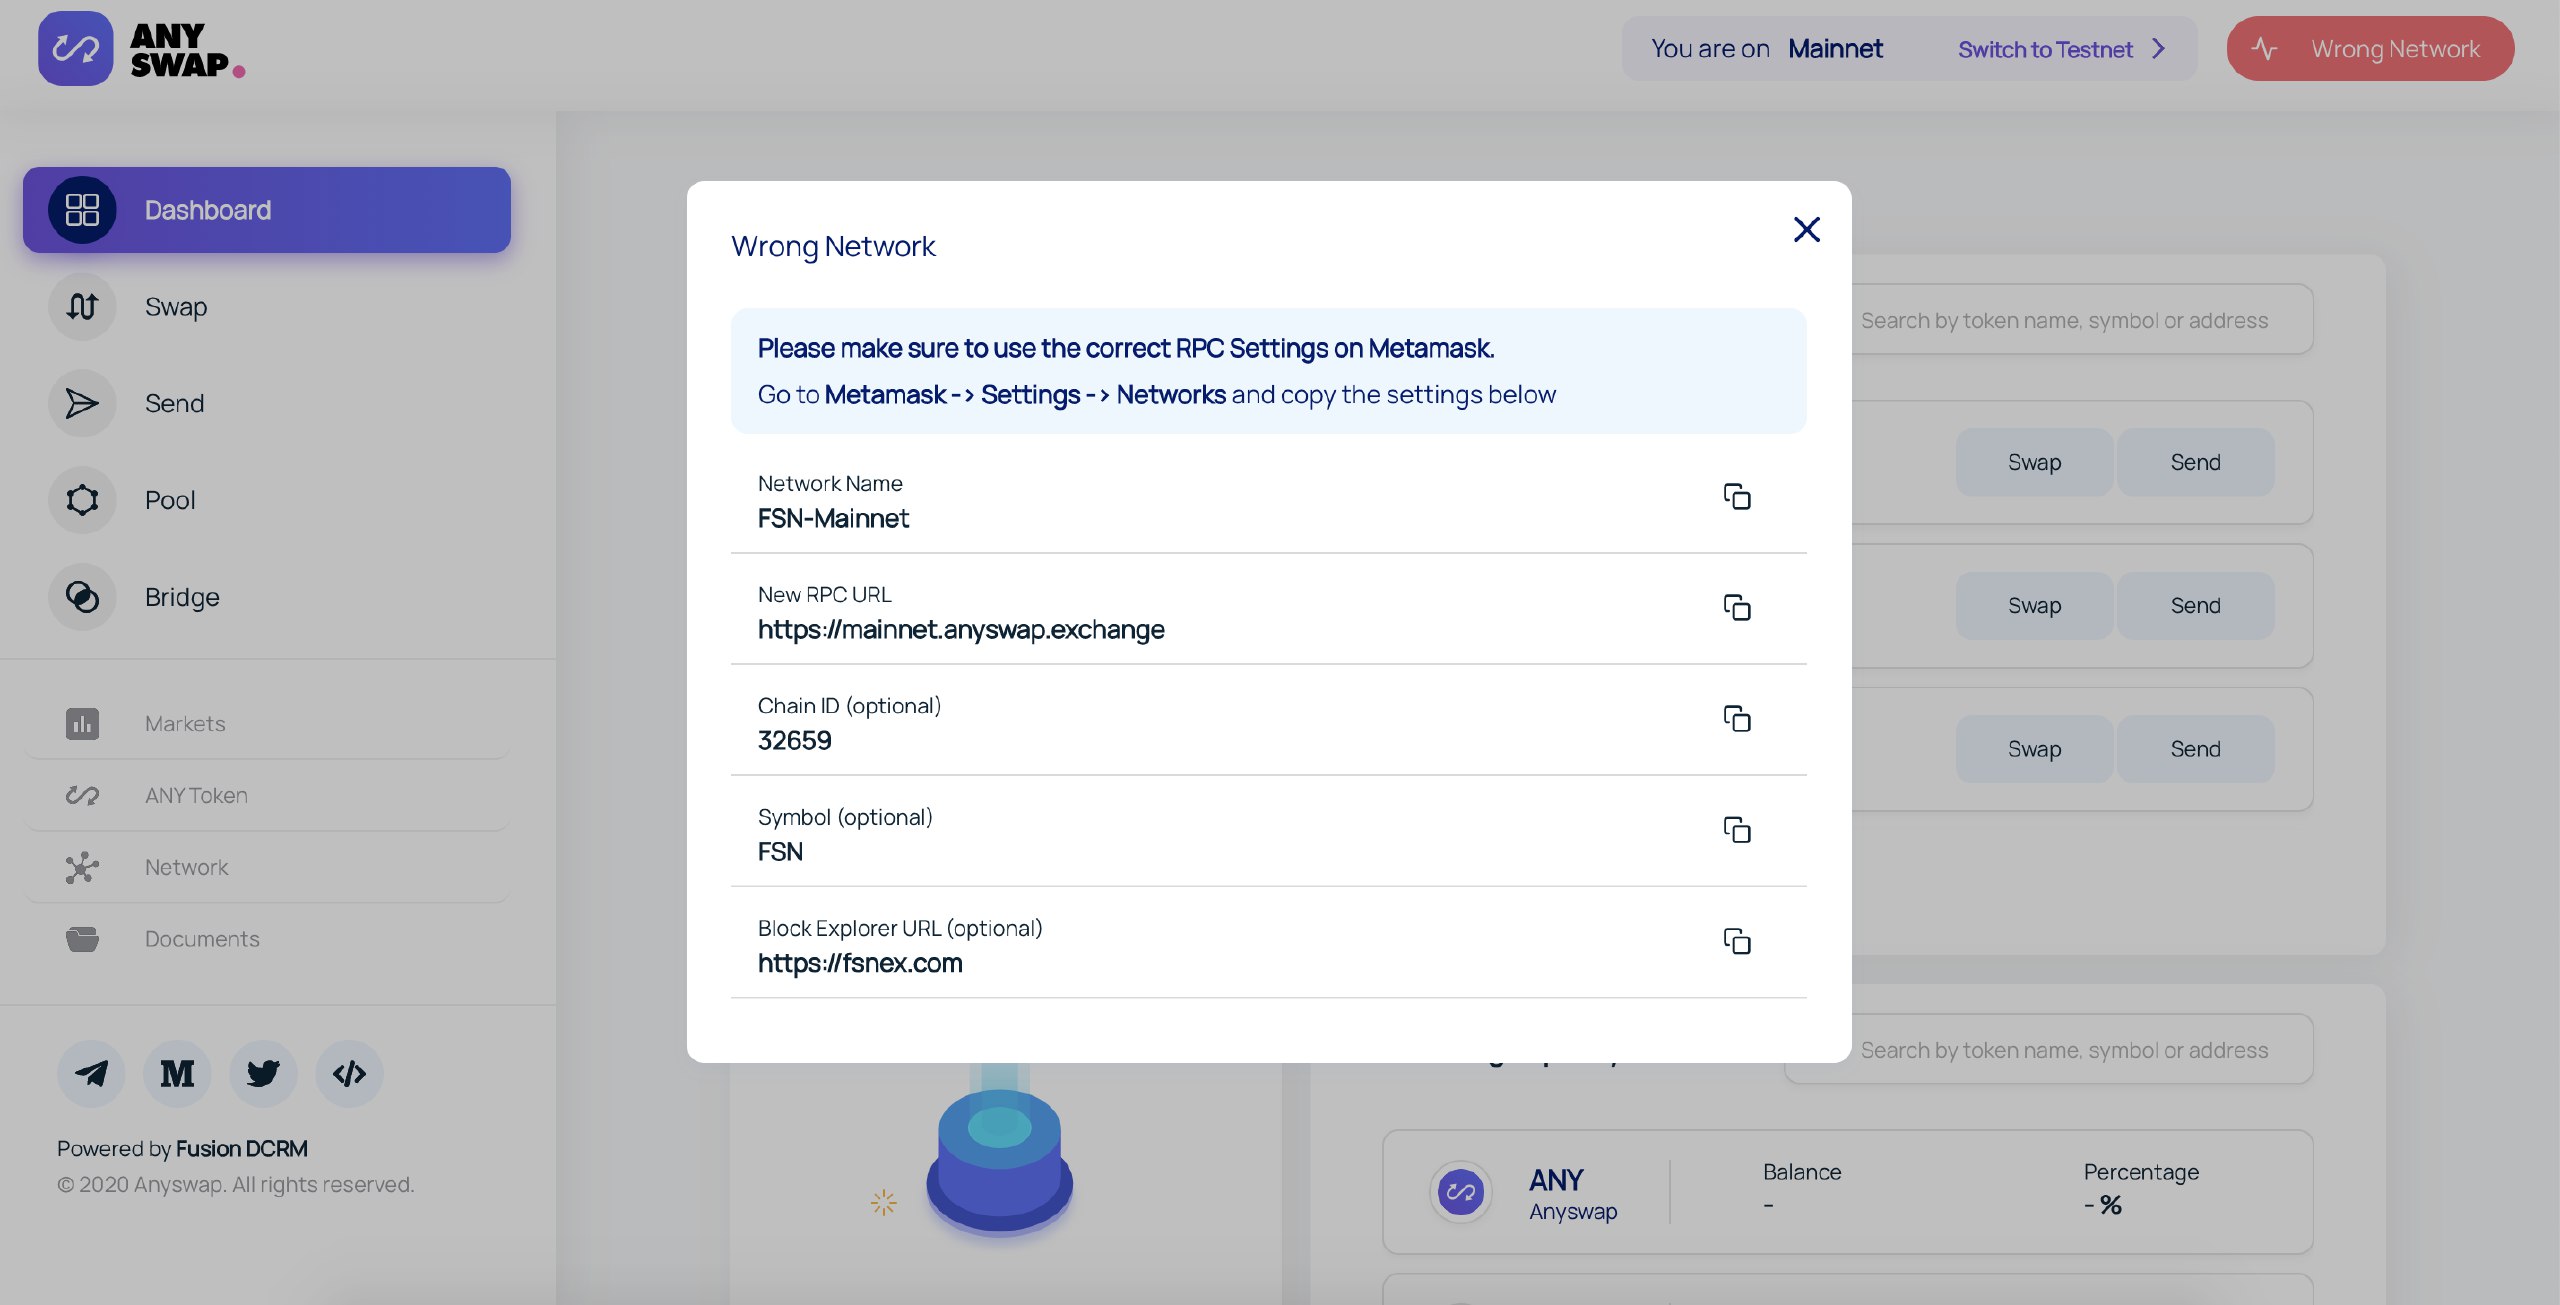 ANY
SWAP.
You are on Mainnet
Switch to Testnet
Wrong Network
Dashboard
Swap
Send
Pool
Bridge
Markets
ANY Token
Network
Documents
M
Powered by Fusion DCRM
© 2020 Anyswap. All rights reserved.
Wrong Network
Please make sure to use the correct RPC Settings on Metamask.
Go to Metamask -> Settings -> Networks and copy the settings below
Network Name
FSN-Mainnet
New RPC URL
https://mainnet.anyswap.exchange
Chain ID (optional)
32659
Symbol (optional)
FSN
Block Explorer URL (optional)
https://fsnex.com
Search by token name, symbol or address
Swap Send
Swap Send
Swap Send
Search by token name, symbol or address
ANY
Anyswap
Balance
-
Percentage
- %